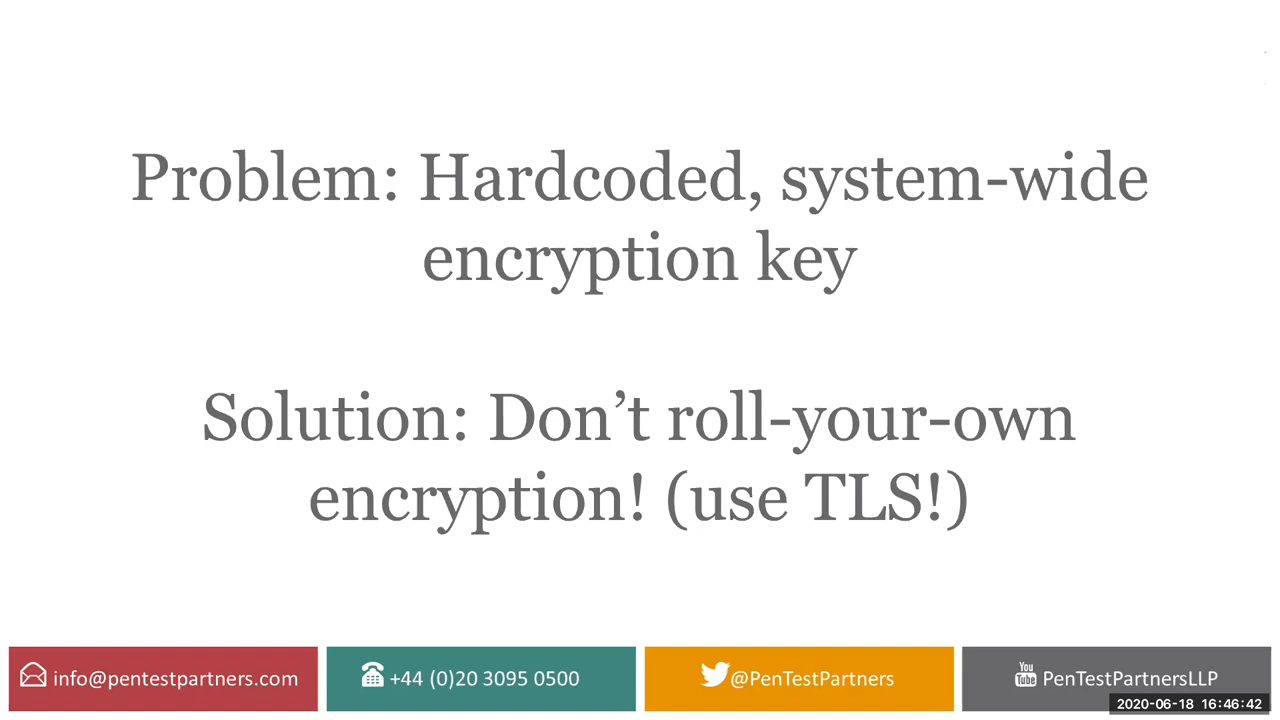 Problem: Hardcoded, system-wide
encryption key
Solution: Don’t roll-your-own
encryption! (use TLS!)
info@pentestpartners.com
+44 (0)20 3095 0500
@PenTestPartners
You
Tube
PenTestPartnersLLP
2020-06-18 16:46:42